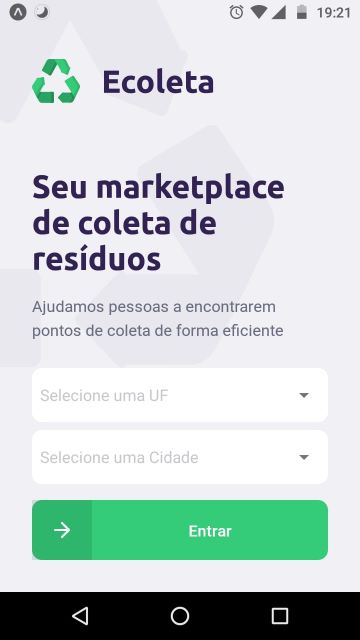 19:21
Ecoleta
Seu marketplace
de coleta de
resíduos
Ajudamos pessoas a encontrarem
pontos de coleta de forma eficiente
Selecione uma UF
Selecione uma Cidade
Entrar